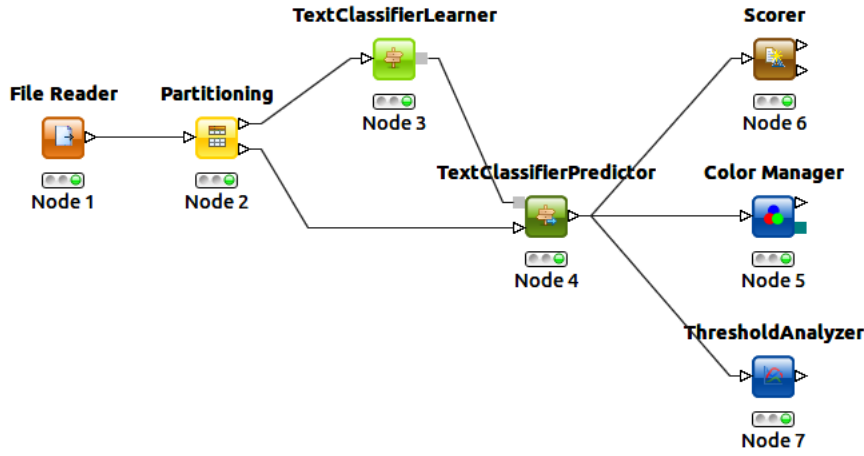 TextClassifierLearner
Node 3
File Reader
Node 1
Partitioning
Node 2
TextClassifierPredictor
Node 4
Scorer
Node 6
Color Manager
Node 5
ThresholdAnalyzer
Node 7